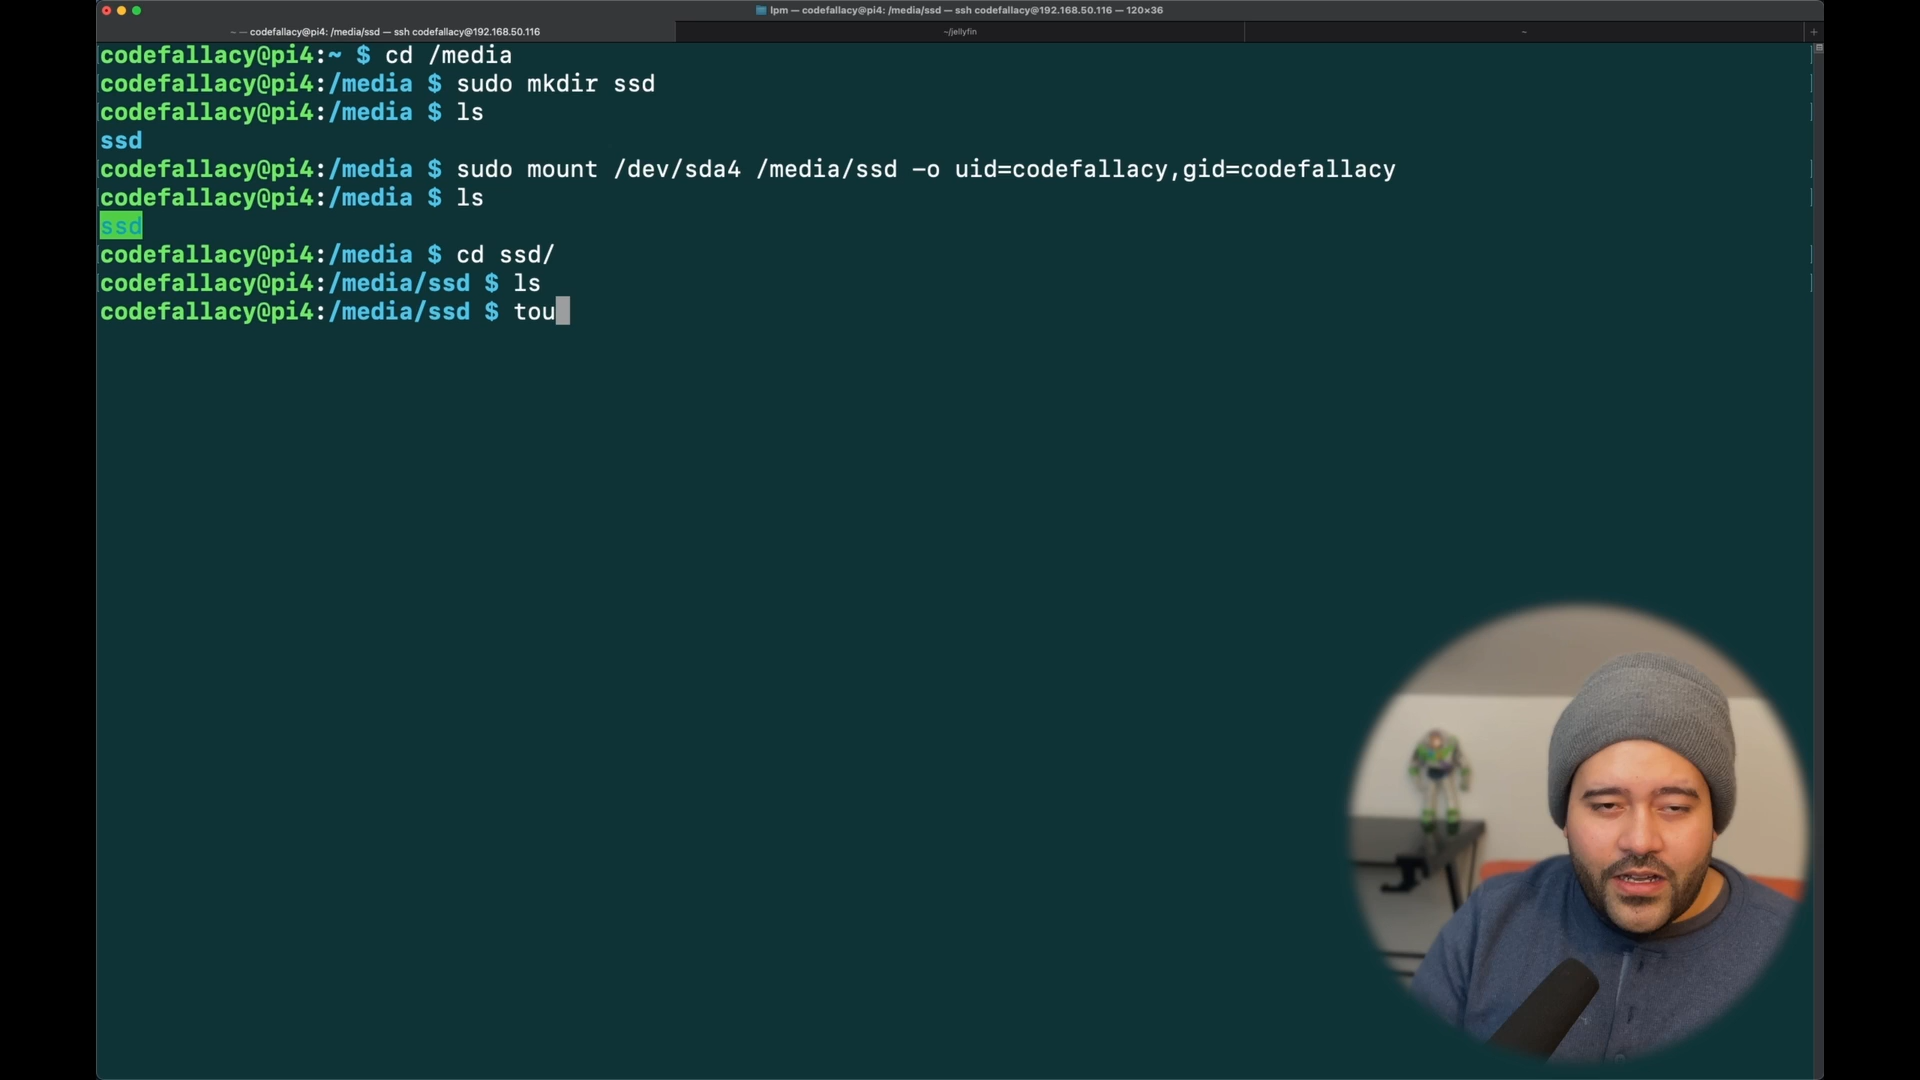 lpm — codefallacy@pi4: /media/ssd — ssh codefallacy@192.168.50.116 — 120×36
~ — codefallacy@pi4: /media/ssd — ssh codefallacy@192.168.50.116
~/jellyfin
~
+
codefallacy@pi4:~ $ cd /media
codefallacy@pi4:/media $ sudo mkdir ssd
codefallacy@pi4:/media $ ls
ssd
codefallacy@pi4:/media $ sudo mount /dev/sda4 /media/ssd -o uid=codefallacy,gid=codefallacy
codefallacy@pi4:/media $ ls
ssd
codefallacy@pi4:/media $ cd ssd/
codefallacy@pi4:/media/ssd $ ls
codefallacy@pi4:/media/ssd $ tou